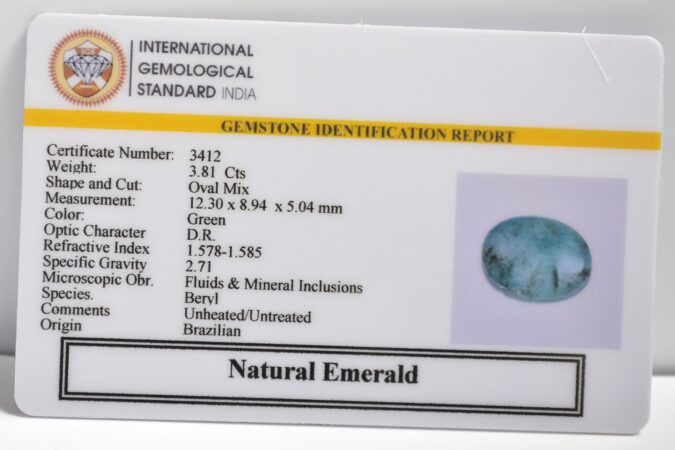 INTERNATIONAL
GEMOLOGICAL
STANDARD INDIA
GEMSTONE IDENTIFICATION REPORT
Certificate Number: 3412
Weight: 3.81 Cts
Shape and Cut: Oval Mix
Measurement: 12.30 x 8.94 x 5.04 mm
Color: Green
Optic Character D.R.
Refractive Index 1.578-1.585
Specific Gravity 2.71
Microscopic Obr. Fluids & Mineral Inclusions
Species. Beryl
Comments Unheated/Untreated
Origin Brazilian
Natural Emerald